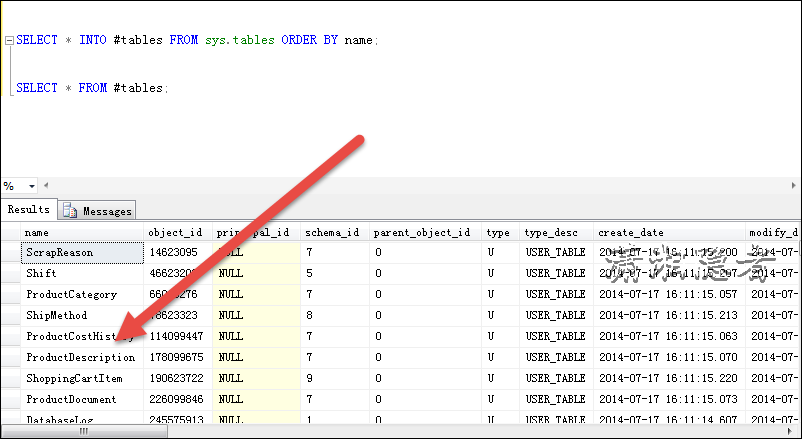 SELECT * INTO #tables FROM sys.tables ORDER BY name;
SELECT * FROM #tables;
%
Results Messages
name object_id schema_id parent_object_id type type_desc create_date modify_d
ScrapReason 14623095 NULL 7 0 U USER_TABLE 2014-07-17 16:11:15.200 2014-07-
Shift NULL 5 0 U USER_TABLE 2014-07-17 16:11:15.207 2014-07-
ProductCategory NULL 7 0 U USER_TABLE 2014-07-17 16:11:15.057 2014-07-
ShipMethod NULL 8 0 U USER_TABLE 2014-07-17 16:11:15.213 2014-07-
114099447 NULL 7 0 U USER_TABLE 2014-07-17 16:11:15.063 2014-07-
ProductDescription 178099675 NULL 7 0 U USER_TABLE 2014-07-17 16:11:15.070 2014-07-
ShoppingCartItem 190623722 NULL 9 0 U USER_TABLE 2014-07-17 16:11:15.220 2014-07-
ProductDocument 226099846 NULL 7 0 U USER_TABLE 2014-07-17 16:11:15.073 2014-07-
DatabaseLog 245575913 NULL 1 0 U USER_TABLE 2014-07-17 16:11:14.607 2014-07-